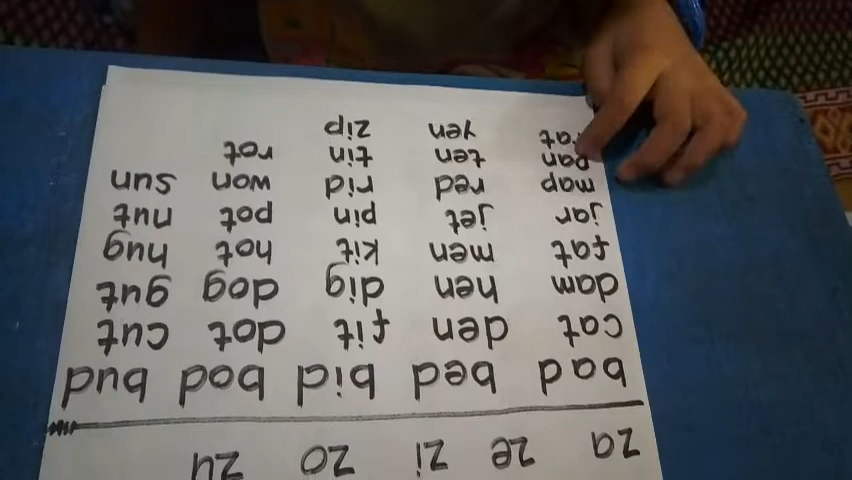 za ze zi zo zu
bad bed bid bod bud
cat den fit dot cut
dam hen dig dog gut
fat men kit hot hug
jar jet pin pot nut
map red rid won sun
pan ten tin rot
rat yen zip